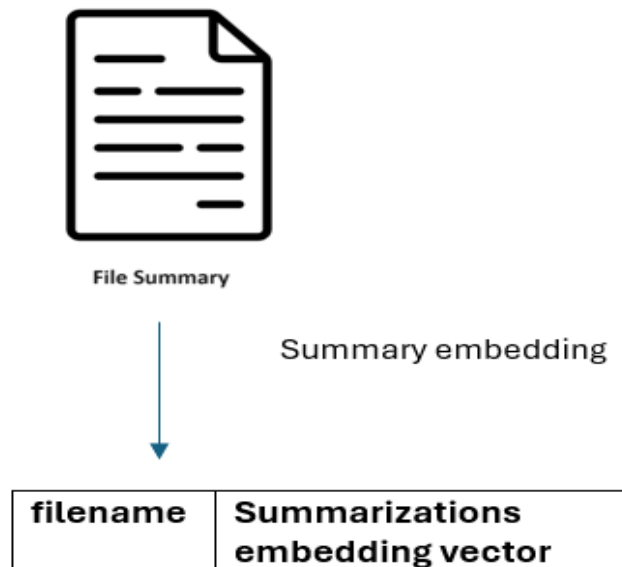 File Summary
Summary embedding
filename
Summarizations
embedding vector